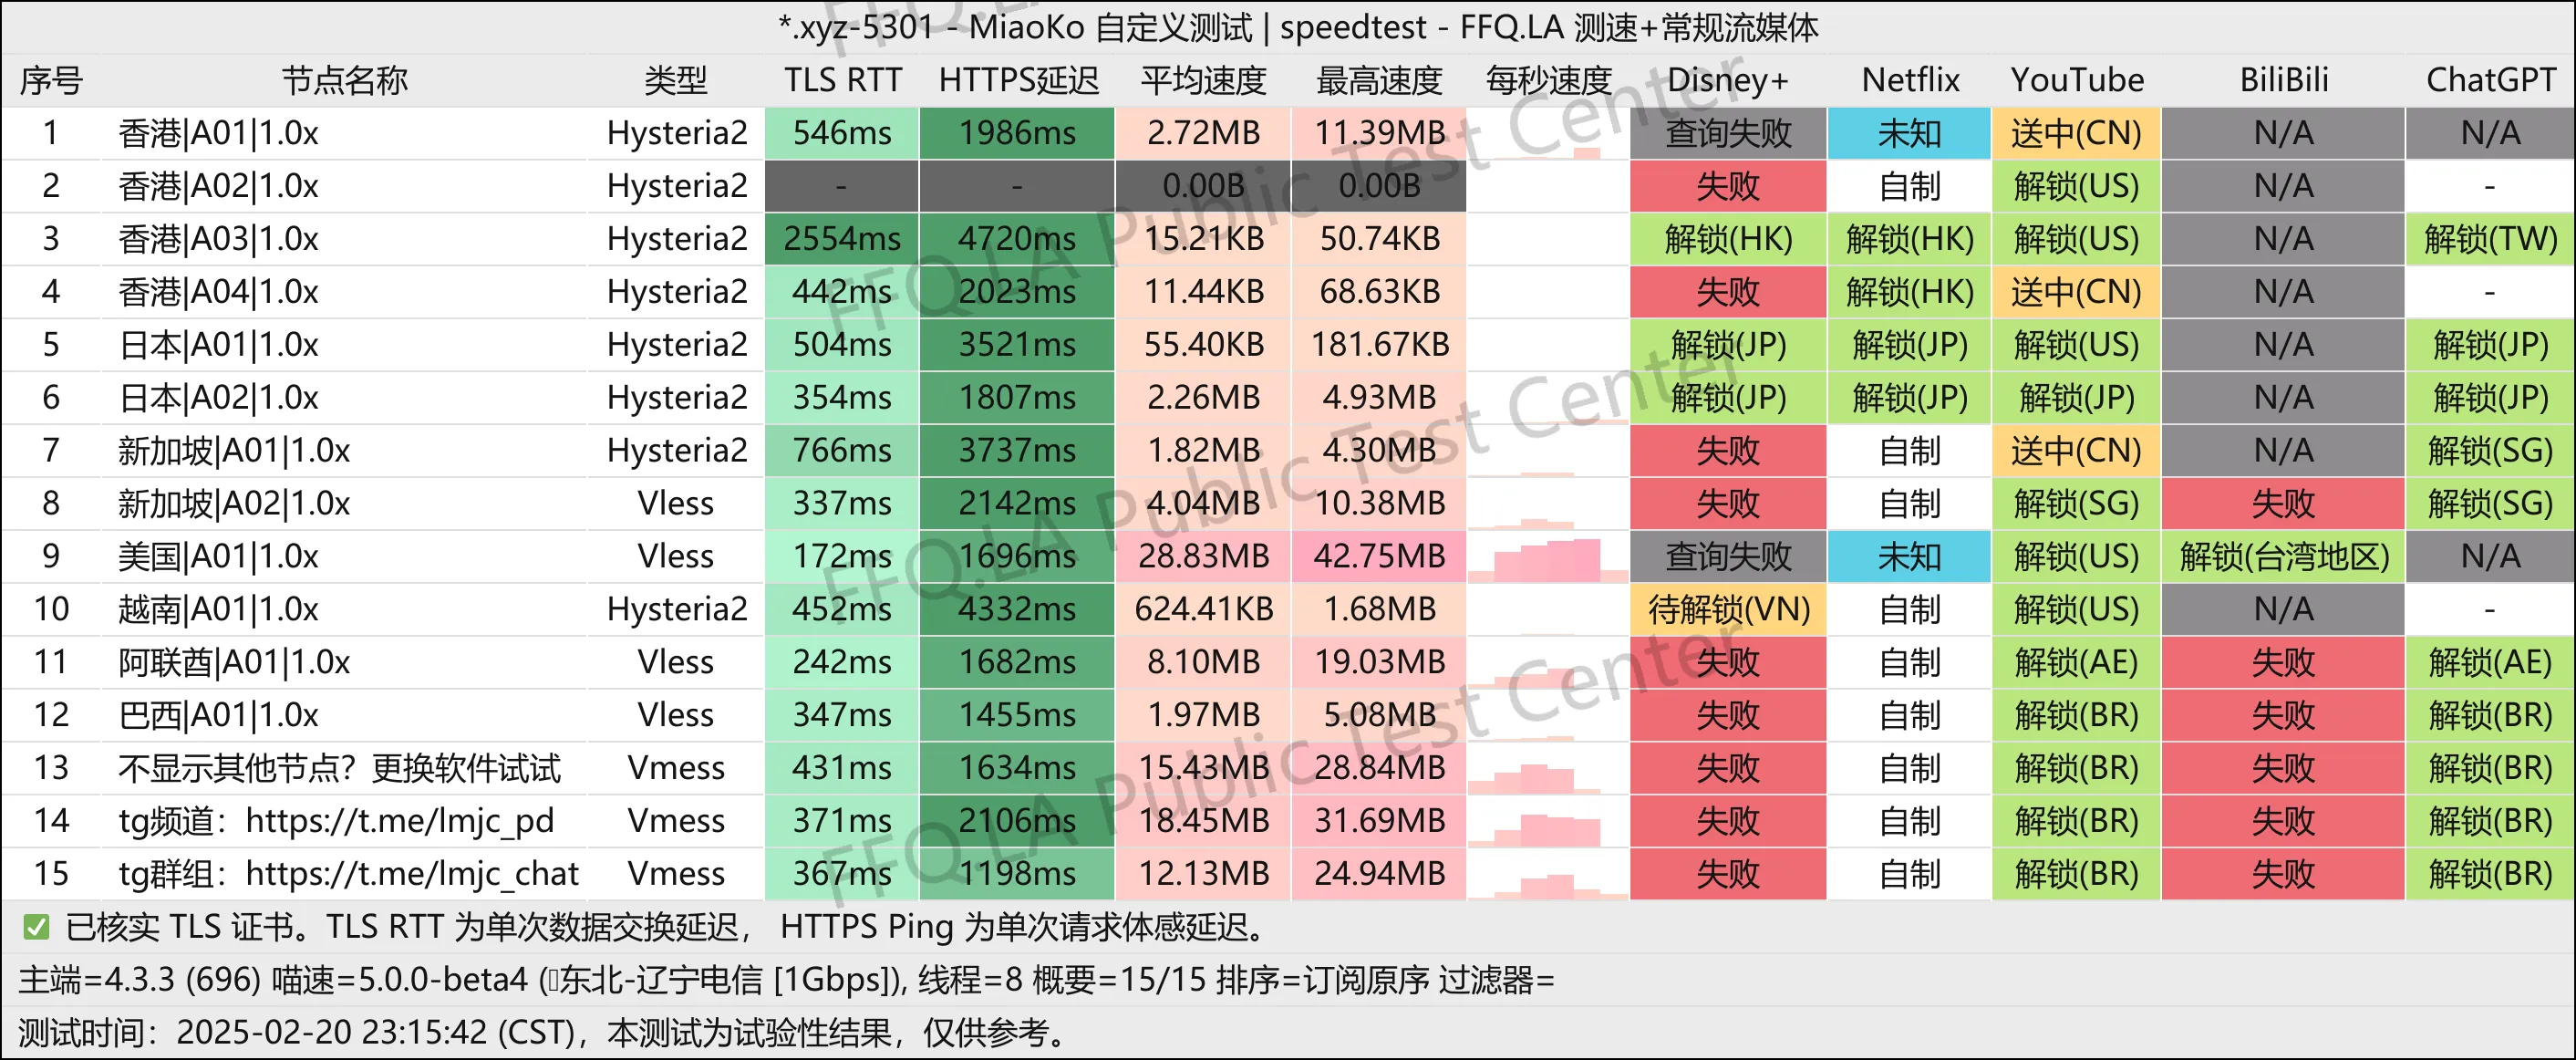 *.xyz-5301 - MiaoKo 自定义测试 | speedtest - FFQ.LA 测速+常规流媒体
序号 节点名称 类型 TLS RTT HTTPS延迟 平均速度 最高速度 每秒速度 Disney+ Netflix YouTube BiliBili ChatGPT
1 香港|A01|1.0x Hysteria2 546ms 1986ms 2.72MB 11.39MB 查询失败 未知 送中(CN) N/A N/A
2 香港|A02|1.0x Hysteria2 - - 0.00B 0.00B 失败 自制 解锁(US) N/A -
3 香港|A03|1.0x Hysteria2 2554ms 4720ms 15.21KB 50.74KB 解锁(HK) 解锁(HK) 解锁(US) N/A 解锁(TW)
4 香港|A04|1.0x Hysteria2 442ms 2023ms 11.44KB 68.63KB 失败 解锁(HK) 送中(CN) N/A -
5 日本|A01|1.0x Hysteria2 504ms 3521ms 55.40KB 181.67KB 解锁(JP) 解锁(JP) 解锁(US) N/A 解锁(JP)
6 日本|A02|1.0x Hysteria2 354ms 1807ms 2.26MB 4.93MB 解锁(JP) 解锁(JP) 解锁(JP) N/A 解锁(JP)
7 新加坡|A01|1.0x Hysteria2 766ms 3737ms 1.82MB 4.30MB 失败 自制 送中(CN) N/A 解锁(SG)
8 新加坡|A02|1.0x Vless 337ms 2142ms 4.04MB 10.38MB 失败 自制 解锁(SG) 失败 解锁(SG)
9 美国|A01|1.0x Vless 172ms 1696ms 28.83MB 42.75MB 查询失败 未知 解锁(US) 解锁(台湾地区) N/A
10 越南|A01|1.0x Hysteria2 452ms 4332ms 624.41KB 1.68MB 待解锁(VN) 自制 解锁(US) N/A -
11 阿联酋|A01|1.0x Vless 242ms 1682ms 8.10MB 19.03MB 失败 自制 解锁(AE) 失败 解锁(AE)
12 巴西|A01|1.0x Vless 347ms 1455ms 1.97MB 5.08MB 失败 自制 解锁(BR) 失败 解锁(BR)
13 不显示其他节点？更换软件试试 Vmess 431ms 1634ms 15.43MB 28.84MB 失败 自制 解锁(BR) 失败 解锁(BR)
14 tg频道：https://t.me/lmjc_pd Vmess 371ms 2106ms 18.45MB 31.69MB 失败 自制 解锁(BR) 失败 解锁(BR)
15 tg群组：https://t.me/lmjc_chat Vmess 367ms 1198ms 12.13MB 24.94MB 失败 自制 解锁(BR) 失败 解锁(BR)
✅ 已核实 TLS 证书。TLS RTT 为单次数据交换延迟， HTTPS Ping 为单次请求体感延迟。
主端=4.3.3 (696) 喵速=5.0.0-beta4 (▯东北-辽宁电信 [1Gbps]), 线程=8 概要=15/15 排序=订阅原序 过滤器=
测试时间：2025-02-20 23:15:42 (CST)，本测试为试验性结果，仅供参考。
FFQ.LA Public Test Center
FFQ.LA Public Test Center
FFQ.LA Public Test Center